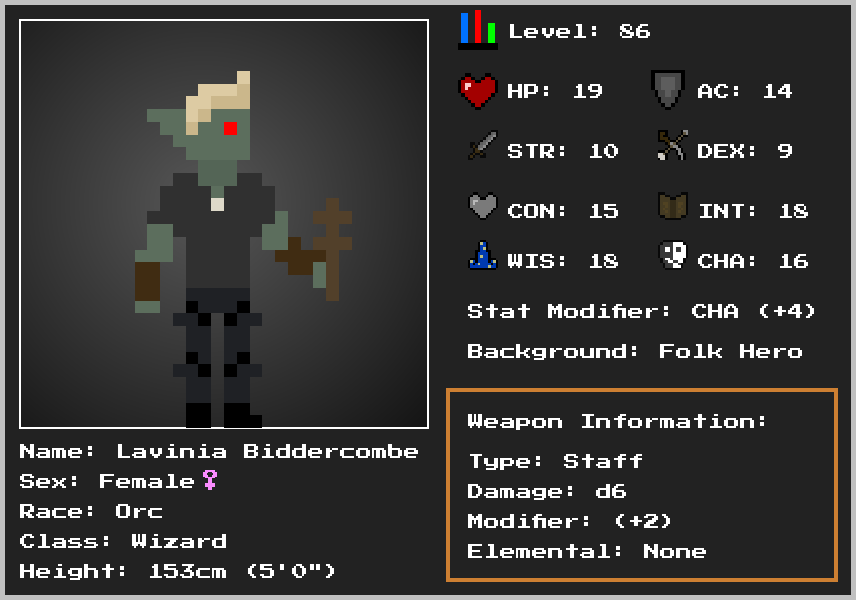 Level: 86
HP: 19
AC: 14
STR: 10
DEX: 9
CON: 15
INT: 18
WIS: 18
CHA: 16
Stat Modifier: CHA (+4)
Background: Folk Hero
Weapon Information:
Type: Staff
Damage: d6
Modifier: (+2)
Elemental: None
Name: Lavinia Biddercombe
Sex: Female♀
Race: Orc
Class: Wizard
Height: 153cm (5'0")